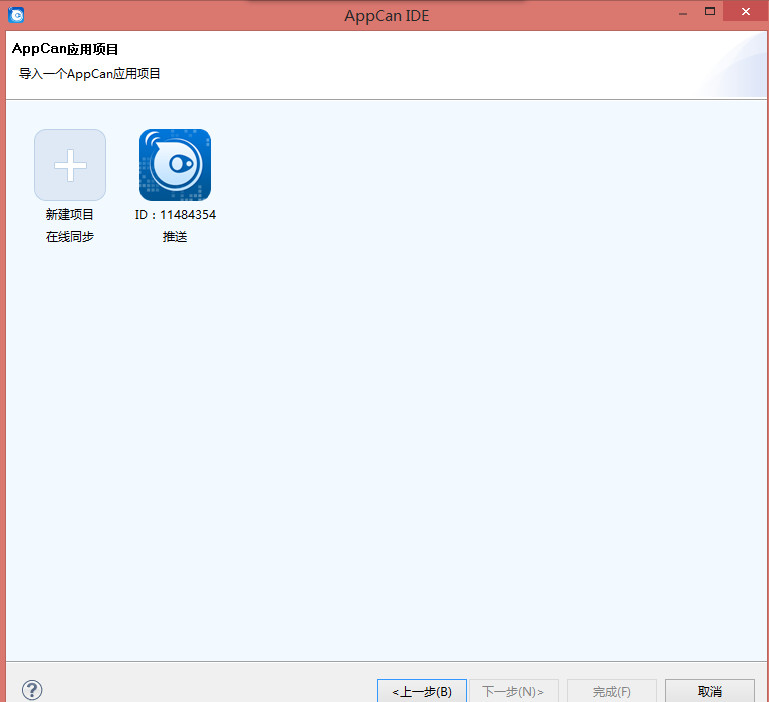 AppCan IDE
AppCan应用项目
导入一个AppCan应用项目
新建项目
在线同步
ID：11484354
推送
?
<上一步(B)
下一步(N)>
完成(F)
取消